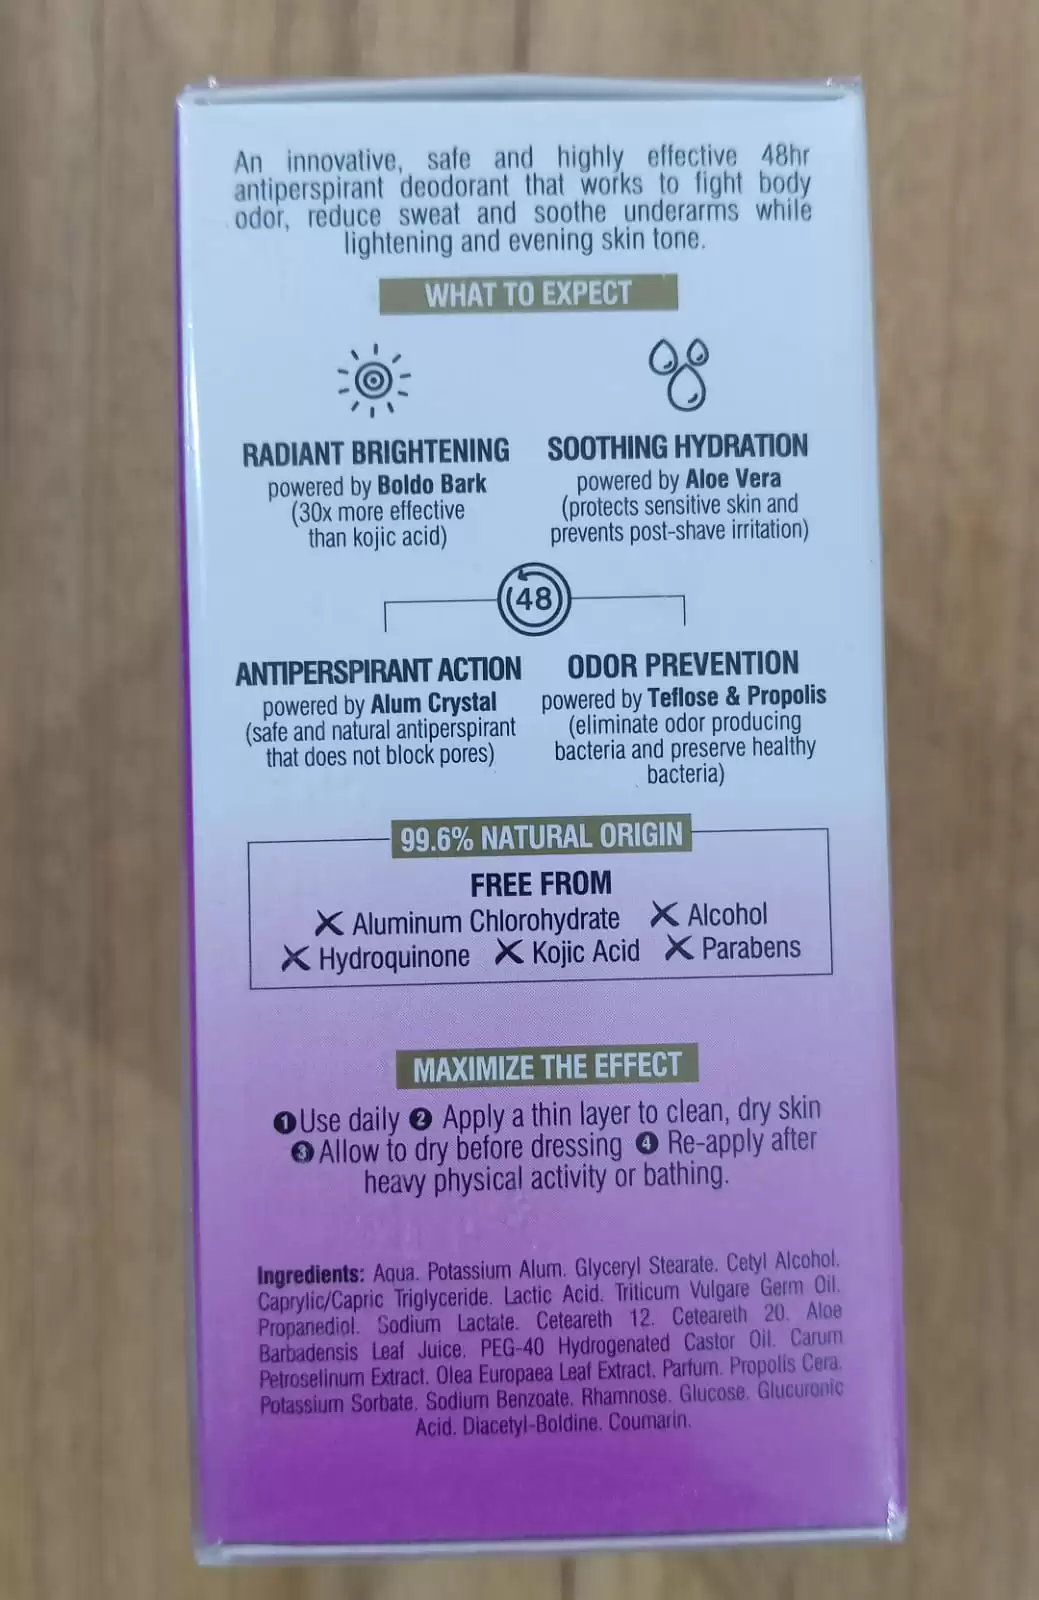 An innovative, safe and highly effective 48hr
antiperspirant deodorant that works to fight body
odor, reduce sweat and soothe underarms while
lightening and evening skin tone.
WHAT TO EXPECT
RADIANT BRIGHTENING
powered by Boldo Bark
(30x more effective
than kojic acid)
SOOTHING HYDRATION
powered by Aloe Vera
(protects sensitive skin and
prevents post-shave irritation)
48
ANTIPERSPIRANT ACTION
powered by Alum Crystal
(safe and natural antiperspirant
that does not block pores)
ODOR PREVENTION
powered by Teflose & Propolis
(eliminate odor producing
bacteria and preserve healthy
bacteria)
99.6% NATURAL ORIGIN
FREE FROM
Aluminum Chlorohydrate Alcohol
Hydroquinone Kojic Acid Parabens
MAXIMIZE THE EFFECT
1 Use daily 2 Apply a thin layer to clean, dry skin
3 Allow to dry before dressing 4 Re-apply after
heavy physical activity or bathing.
Ingredients: Aqua. Potassium Alum. Glyceryl Stearate. Cetyl Alcohol.
Caprylic/Capric Triglyceride. Lactic Acid. Triticum Vulgare Germ Oil.
Propanediol. Sodium Lactate. Ceteareth 12. Ceteareth 20. Aloe
Barbadensis Leaf Juice. PEG-40 Hydrogenated Castor Oil. Carum
Petroselinum Extract. Olea Europaea Leaf Extract. Parfum. Propolis Cera.
Potassium Sorbate. Sodium Benzoate. Rhamnose. Glucose. Glucuronic
Acid. Diacetyl-Boldine. Coumarin.